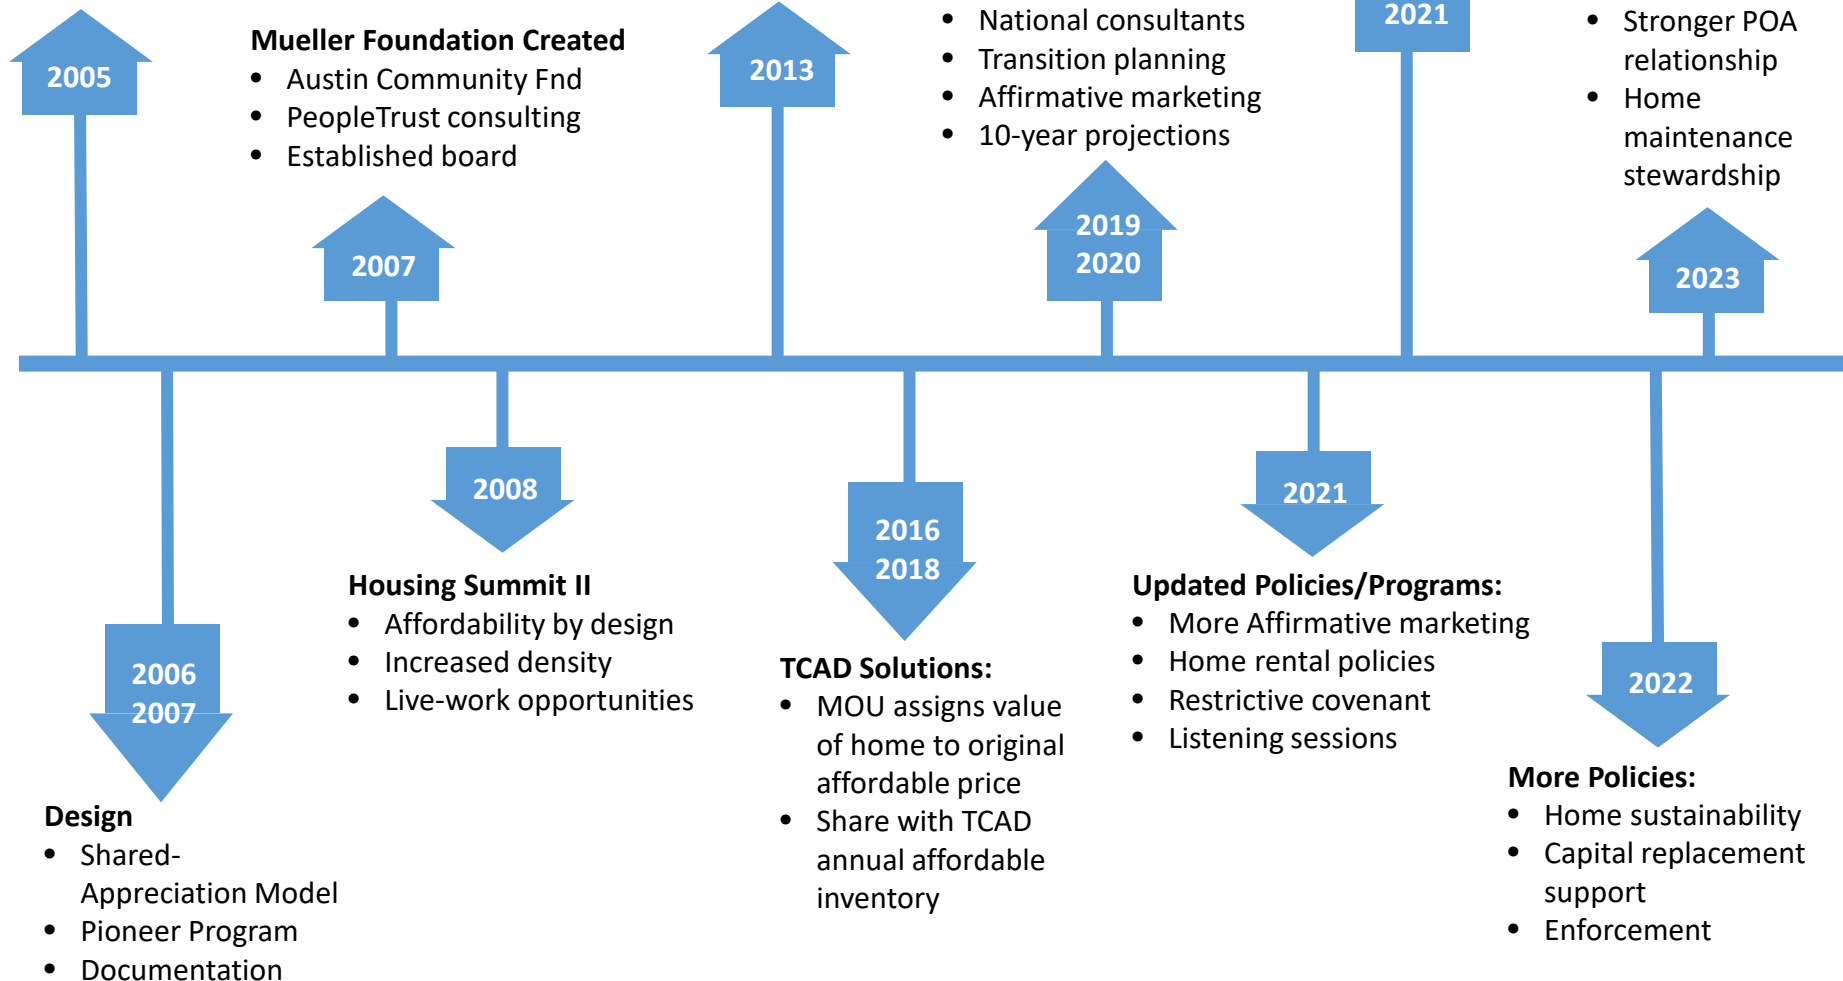 2005
Mueller Foundation Created
• Austin Community Fnd
• PeopleTrust consulting
• Established board
2007
2013
• National consultants
• Transition planning
• Affirmative marketing
• 10-year projections
2019
2020
2021
• Stronger POA
relationship
• Home
maintenance
stewardship
2023
2006
2007
Design
• Shared-
Appreciation Model
• Pioneer Program
• Documentation
2008
Housing Summit II
• Affordability by design
• Increased density
• Live-work opportunities
2016
2018
TCAD Solutions:
• MOU assigns value
of home to original
affordable price
• Share with TCAD
annual affordable
inventory
2021
Updated Policies/Programs:
• More Affirmative marketing
• Home rental policies
• Restrictive covenant
• Listening sessions
2022
More Policies:
• Home sustainability
• Capital replacement
support
• Enforcement